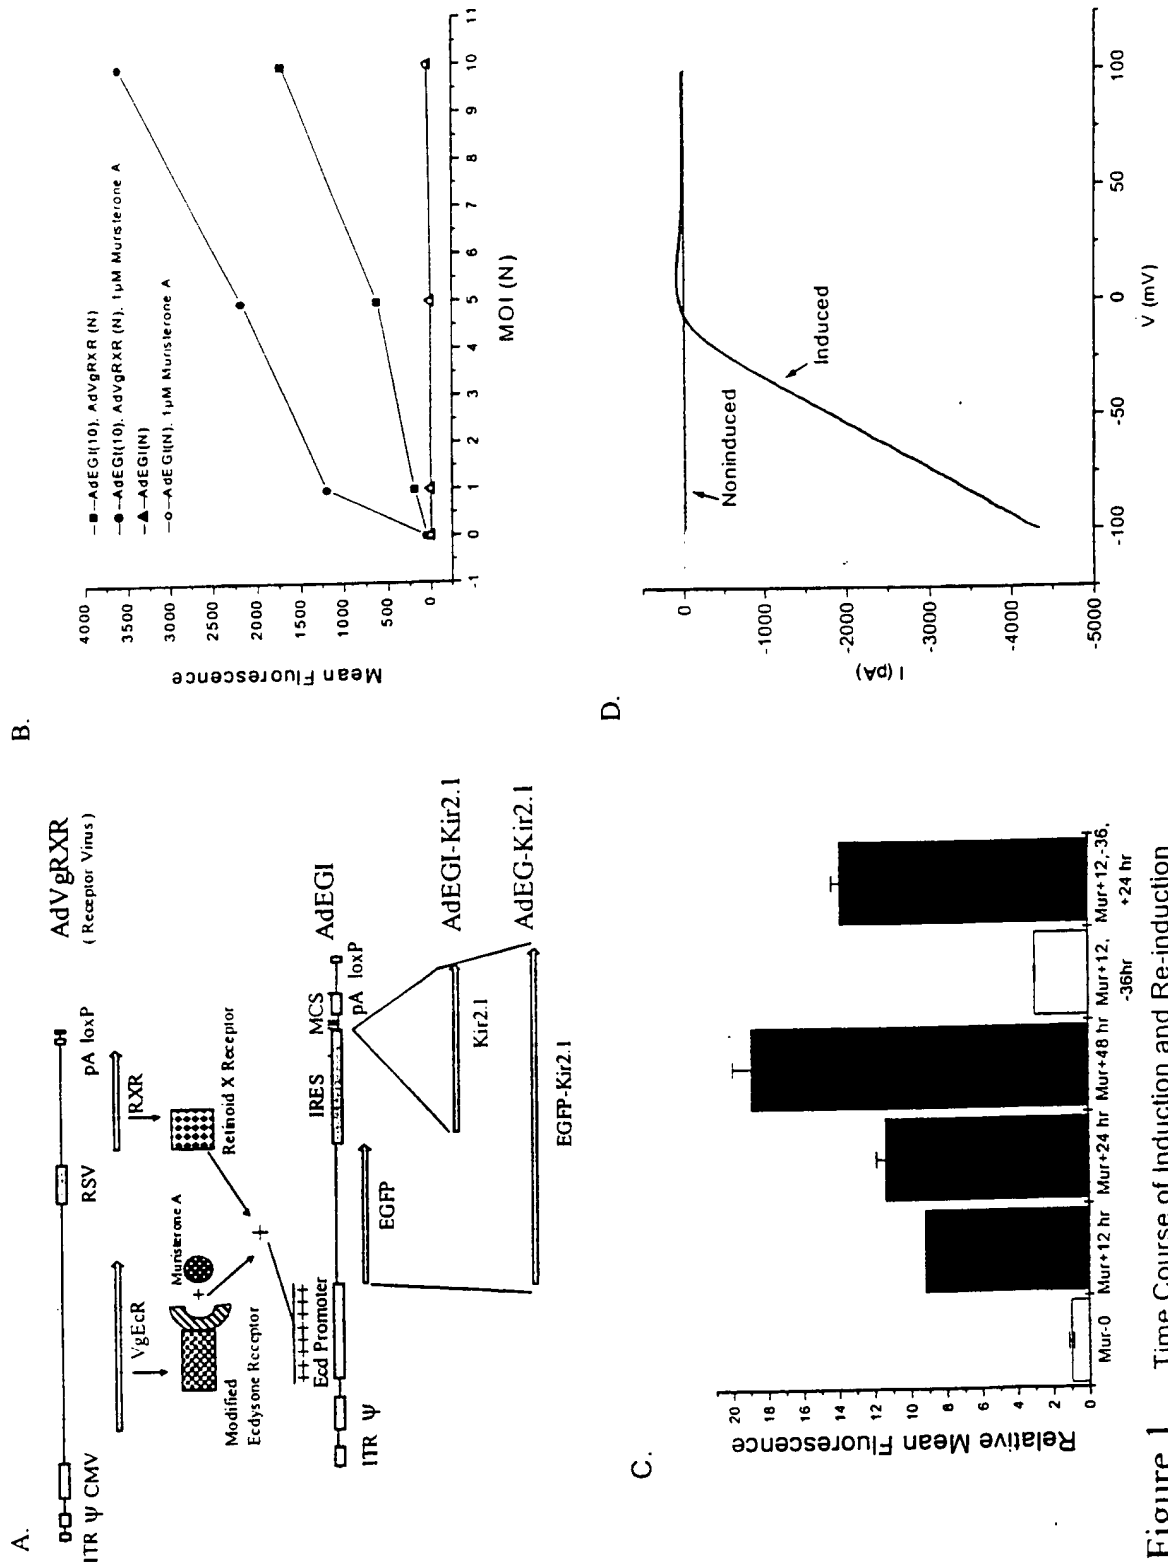 A.
ITR Ψ CMV
RSV
pA loxP
AdVgRXR
( Receptor Virus )
VgEcR
RXR
Muristerone A
+
Modified
Ecdysone Receptor
Retinoid X Receptor
+
Ecd Promoter
ITR Ψ
IRES
MCS
pA loxP
AdEGI
EGFP
Kir2.1
AdEGI-Kir2.1
EGFP-Kir2.1
AdEG-Kir2.1
B.
Mean Fluorescence
4000
3500
3000
2500
2000
1500
1000
500
0
AdEGI(10), AdVgRXR (N)
AdEGI(10), AdVgRXR (N), 1µM Muristerone A
AdEGI(N)
AdEGI(N), 1µM Muristerone A
-1 0 1 2 3 4 5 6 7 8 9 10 11
MOI (N)
C.
Relative Mean Fluorescence
20
18
16
14
12
10
8
6
4
2
0
Mur-0
Mur+12 hr
Mur+24 hr
Mur+48 hr
Mur+12,
-36hr
Mur+12,-36,
+24 hr
Time Course of Induction and Re-induction
D.
I (pA)
0
-1000
-2000
-3000
-4000
-5000
Noninduced
Induced
-100 -50 0 50 100
V (mV)
Figure 1